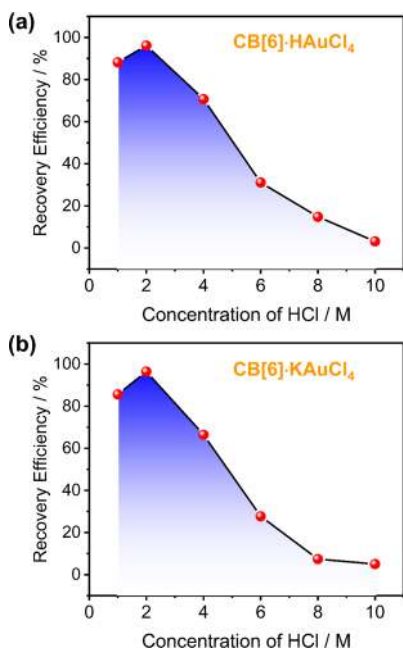 (a)
CB[6]·HAuCl₄
Recovery Efficiency / %
100
80
60
40
20
0
0 2 4 6 8 10
Concentration of HCl / M
(b)
CB[6]·KAuCl₄
Recovery Efficiency / %
100
80
60
40
20
0
0 2 4 6 8 10
Concentration of HCl / M